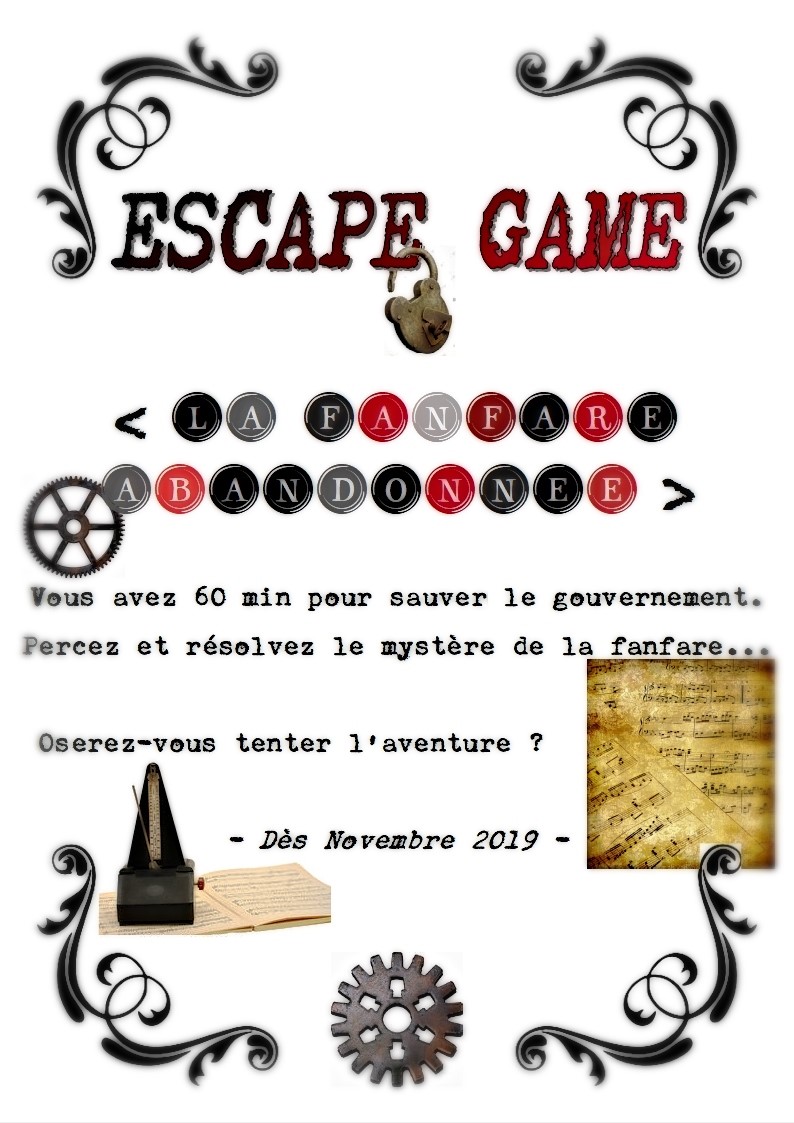 ESCAPE GAME
< LA FANFARE
ABANDONNEE >
Vous avez 60 min pour sauver le gouvernement.
Percez et résolvez le mystère de la fanfare...
Oserez-vous tenter l'aventure ?
- Dès Novembre 2019 -